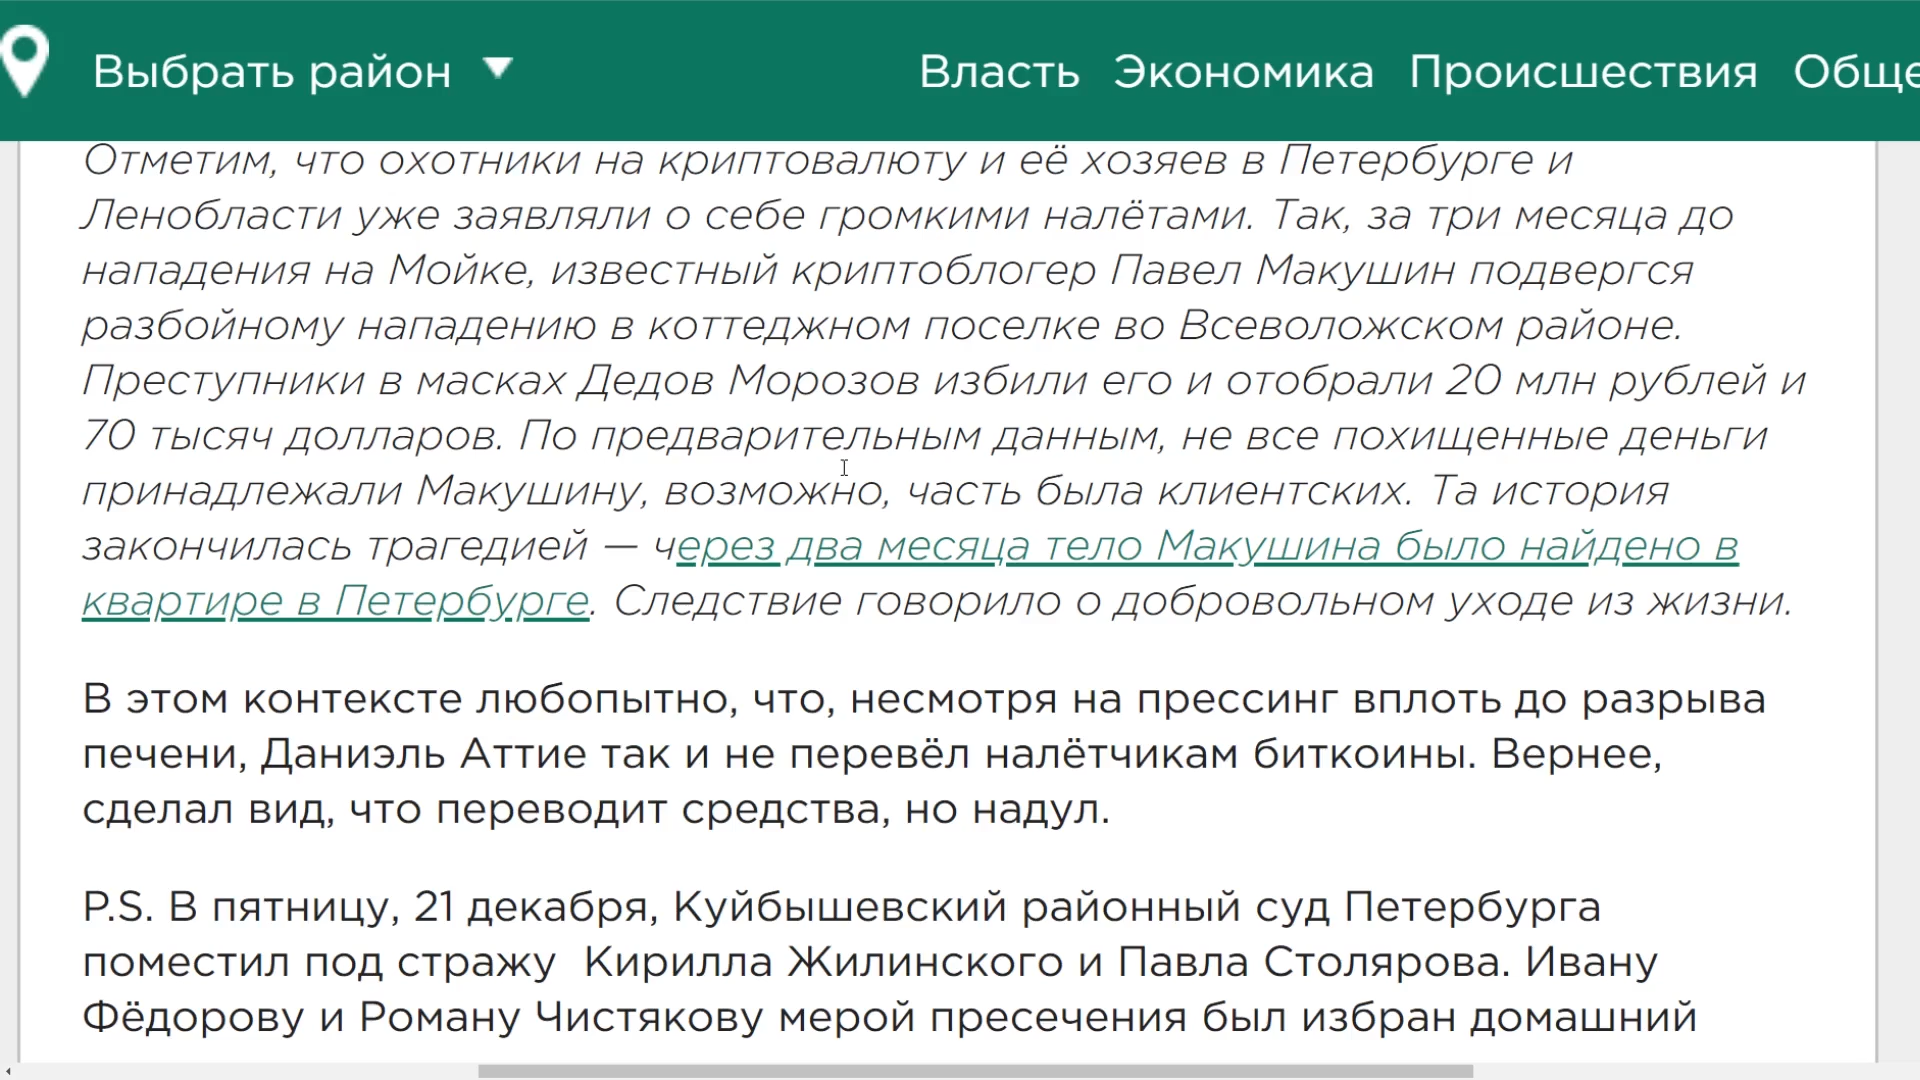 Выбрать район
Власть Экономика Происшествия Обще
Отметим, что охотники на криптовалюту и её хозяев в Петербурге и
Ленобласти уже заявляли о себе громкими налётами. Так, за три месяца до
нападения на Мойке, известный криптоблогер Павел Макушин подвергся
разбойному нападению в коттеджном поселке во Всеволожском районе.
Преступники в масках Дедов Морозов избили его и отобрали 20 млн рублей и
70 тысяч долларов. По предварительным данным, не все похищенные деньги
принадлежали Макушину, возможно, часть была клиентских. Та история
закончилась трагедией — через два месяца тело Макушина было найдено в
квартире в Петербурге. Следствие говорило о добровольном уходе из жизни.
В этом контексте любопытно, что, несмотря на прессинг вплоть до разрыва
печени, Даниэль Аттие так и не перевёл налётчикам биткоины. Вернее,
сделал вид, что переводит средства, но надул.
P.S. В пятницу, 21 декабря, Куйбышевский районный суд Петербурга
поместил под стражу Кирилла Жилинского и Павла Столярова. Ивану
Фёдорову и Роману Чистякову мерой пресечения был избран домашний